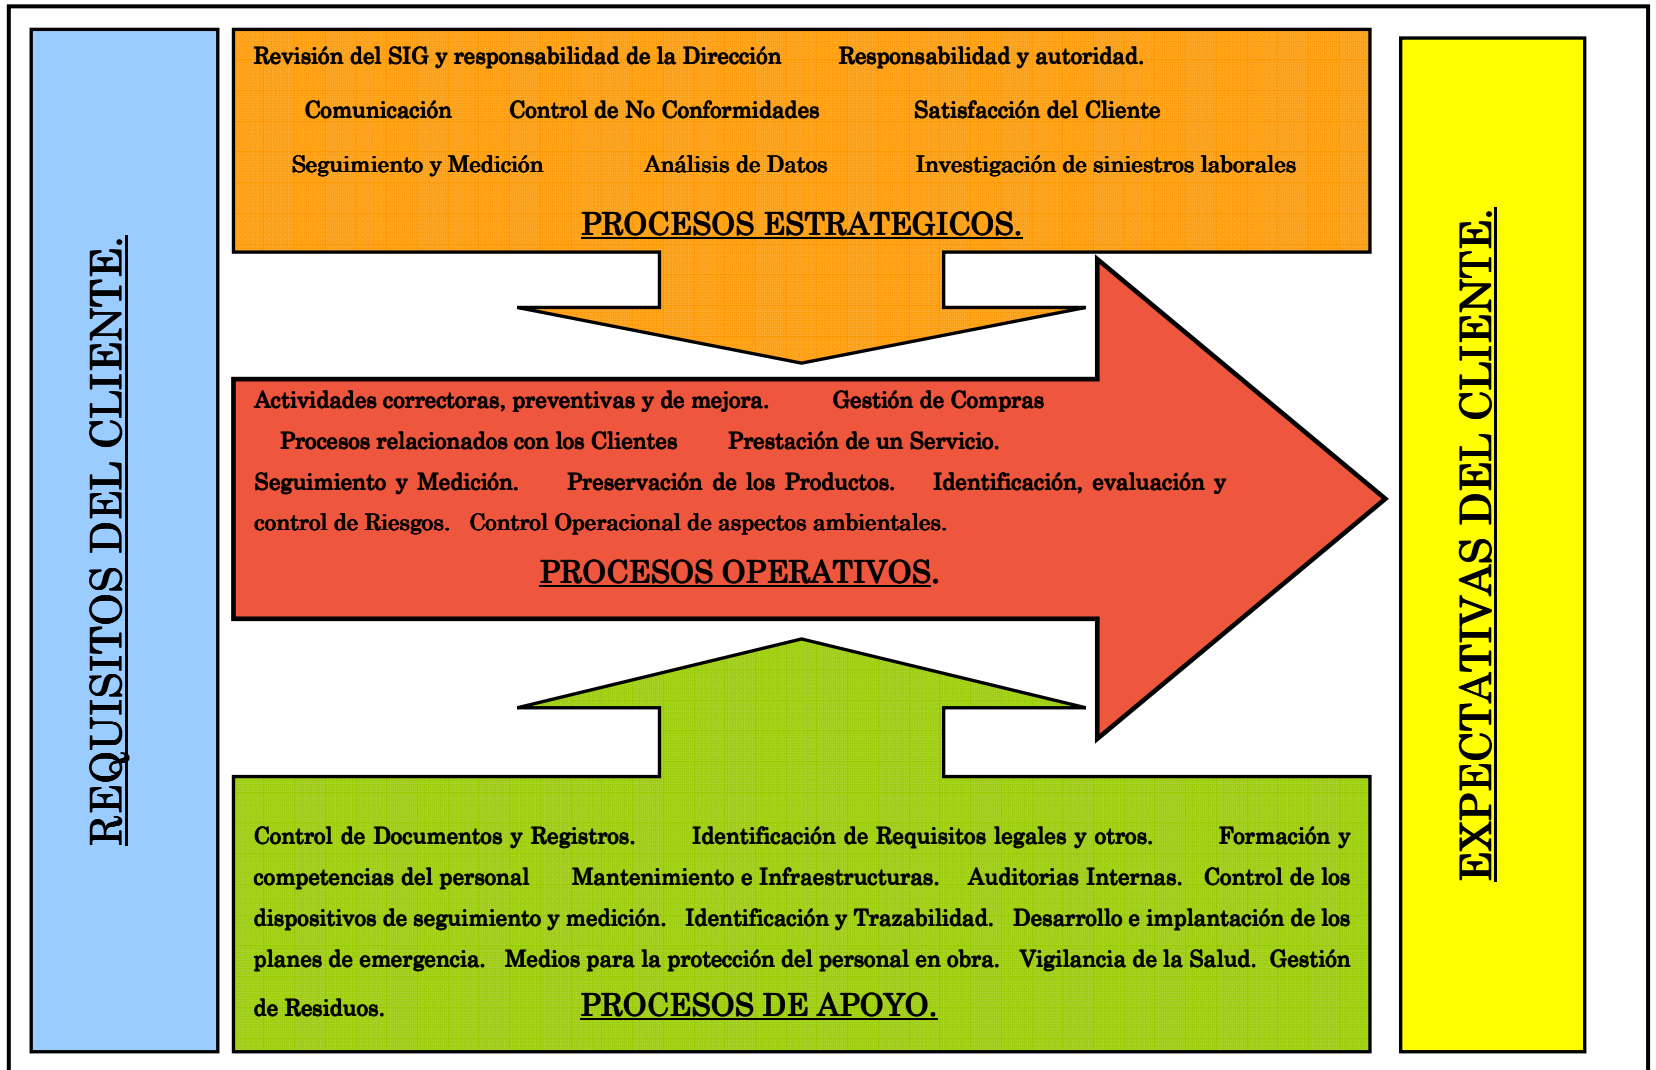 REQUISITOS DEL CLIENTE.
Revisión del SIG y responsabilidad de la Dirección Responsabilidad y autoridad.
Comunicación Control de No Conformidades Satisfacción del Cliente
Seguimiento y Medición Análisis de Datos Investigación de siniestros laborales
PROCESOS ESTRATEGICOS.
Actividades correctoras, preventivas y de mejora. Gestión de Compras
Procesos relacionados con los Clientes Prestación de un Servicio.
Seguimiento y Medición. Preservación de los Productos. Identificación, evaluación y
control de Riesgos. Control Operacional de aspectos ambientales.
PROCESOS OPERATIVOS.
Control de Documentos y Registros. Identificación de Requisitos legales y otros. Formación y
competencias del personal Mantenimiento e Infraestructuras. Auditorias Internas. Control de los
dispositivos de seguimiento y medición. Identificación y Trazabilidad. Desarrollo e implantación de los
planes de emergencia. Medios para la protección del personal en obra. Vigilancia de la Salud. Gestión
de Residuos. PROCESOS DE APOYO.
EXPECTATIVAS DEL CLIENTE.